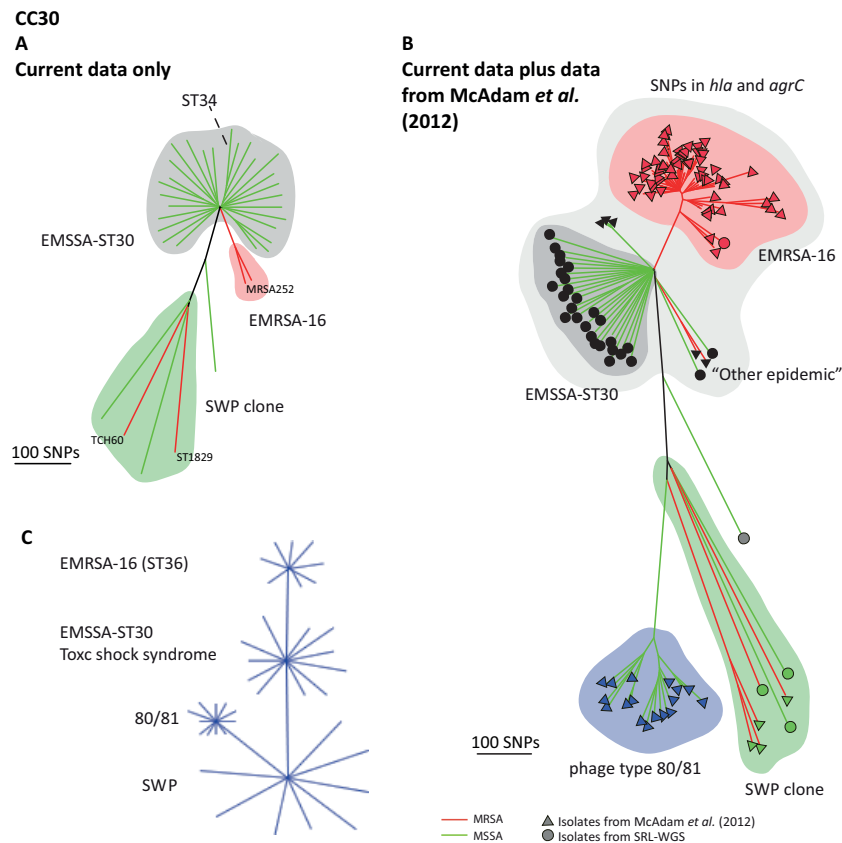 CC30
A
Current data only
ST34
EMSSA-ST30
MRSA252
EMRSA-16
SWP clone
TCH60
ST1829
100 SNPs
B
Current data plus data
from McAdam et al.
(2012)
SNPs in hla and agrC
EMRSA-16
"Other epidemic"
EMSSA-ST30
100 SNPs
phage type 80/81
SWP clone
MRSA
MSSA
Isolates from McAdam et al. (2012)
Isolates from SRL-WGS
C
EMRSA-16 (ST36)
EMSSA-ST30
Toxc shock syndrome
80/81
SWP